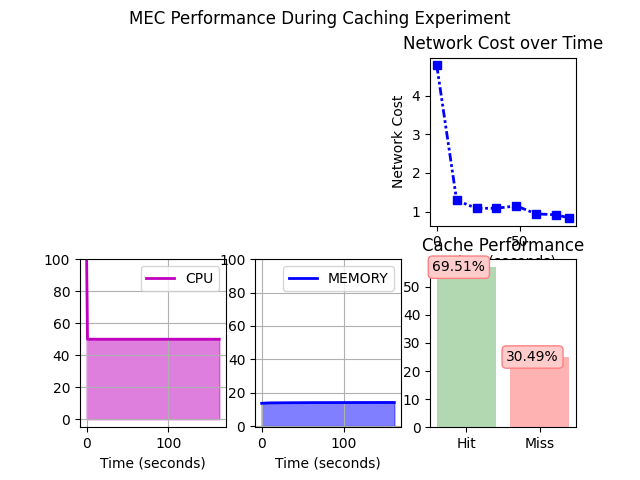 MEC Performance During Caching Experiment
Network Cost over Time
Network Cost
4
3
2
1
0
50
(seconds)
100
80
60
40
20
0
CPU
0
100
Time (seconds)
100
80
60
40
20
0
MEMORY
0
100
Time (seconds)
Cache Performance
50
40
30
20
10
0
69.51%
30.49%
Hit
Miss